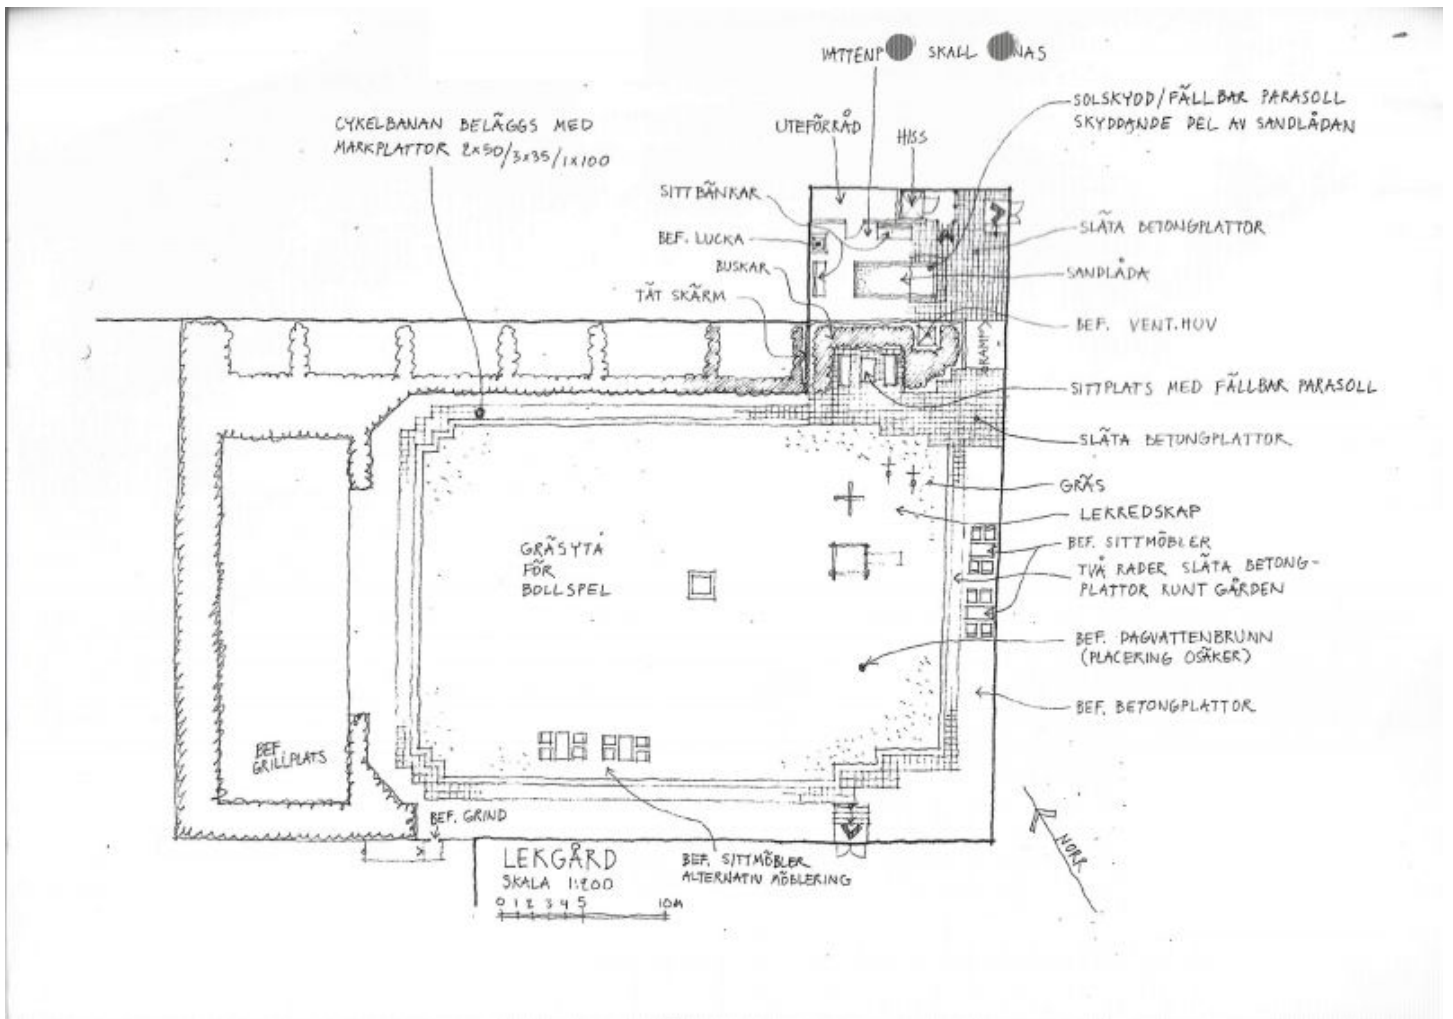 SKALL
SOLSKYDD/FÄLLBAR PARASOLL
SKYDDANDE DEL AV SANDLÅDAN
CYKELBANAN BELÄGGS MED
MARKPLATTOR 2x50/3x35/1x100
UTEFÖRRÅD
HISS
SITTBÄNKAR
SLÄTA BETONGPLATTOR
BEF. LUCKA
BUSKAR
SANDLÅDA
TÄT SKÄRM
BEF. VENT.HUV
RAMP
SITTPLATS MED FÄLLBAR PARASOLL
SLÄTA BETONGPLATTOR
GRÄS
LEKREDSKAP
BEF. SITTMÖBLER
TVÅ RADER SLÄTA BETONG-
PLATTOR RUNT GÅRDEN
GRÄSYTA
FÖR
BOLLSPEL
BEF. DAGVATTENBRUNN
(PLACERING OSÄKER)
BEF. BETONGPLATTOR
BEF.
GRILLPLATS
BEF. GRIND
LEKGÅRD
SKALA 1:200
0 1 2 3 4 5 10M
BEF. SITTMÖBLER
ALTERNATIV MÖBLERING
NORR